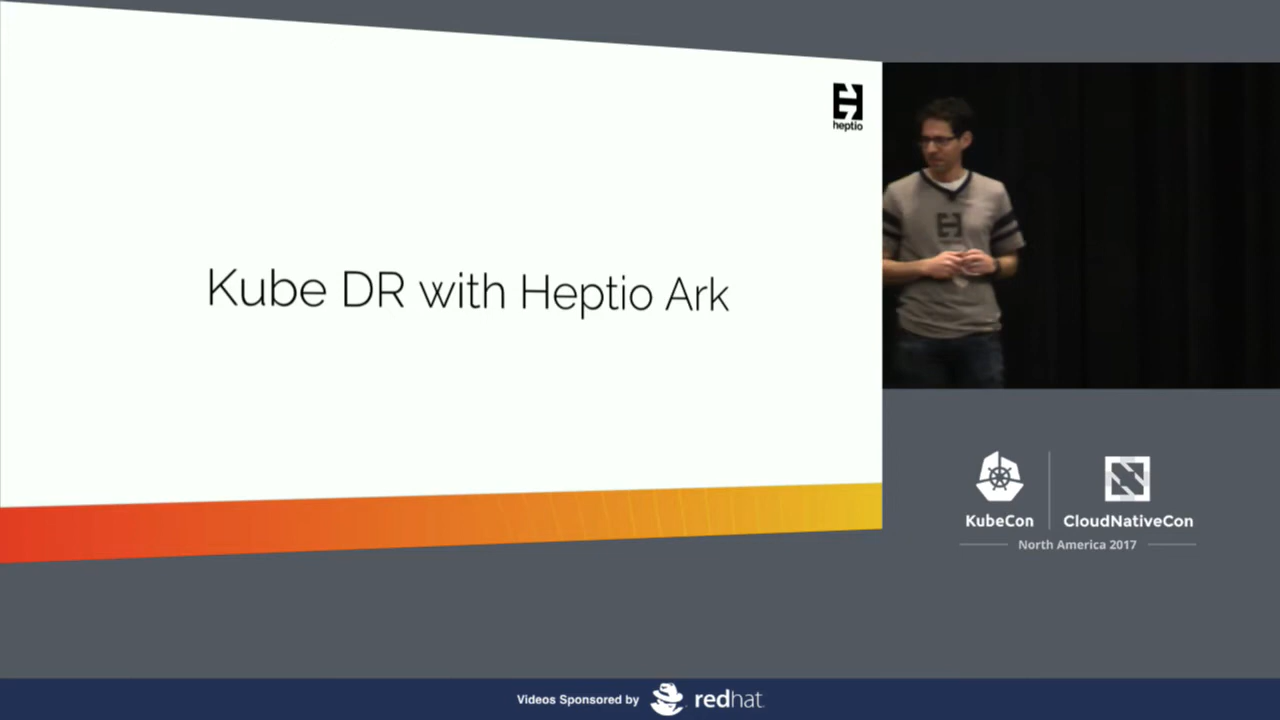 heptio
Kube DR with Heptio Ark
KubeCon
CloudNativeCon
North America 2017
Videos Sponsored by
redhat